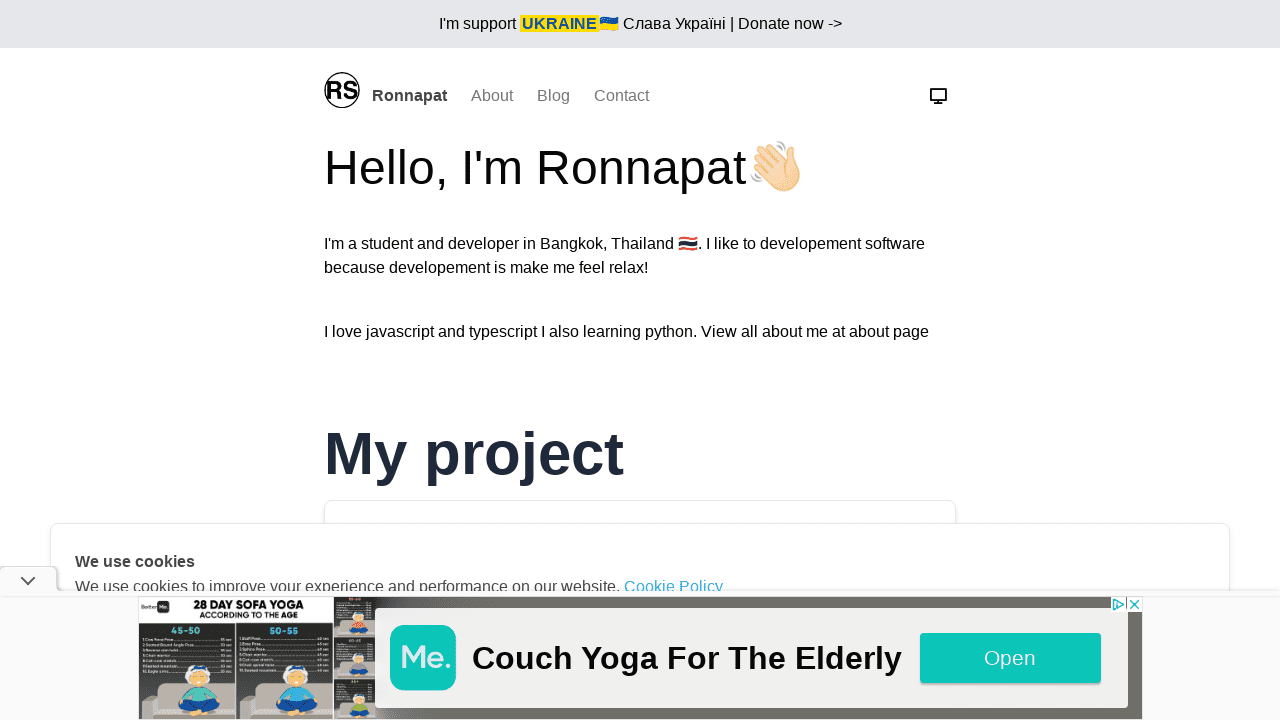 I'm support UKRAINE🇺🇦 Слава Україні | Donate now ->
RS Ronnapat About Blog Contact
Hello, I'm Ronnapat👋🏻
I'm a student and developer in Bangkok, Thailand 🇹🇭. I like to developement software
because developement is make me feel relax!
I love javascript and typescript I also learning python. View all about me at about page
My project
We use cookies
We use cookies to improve your experience and performance on our website. Cookie Policy
BetterMe.
28 DAY SOFA YOGA
ACCORDING TO THE AGE
45-50 50-55
Me. Couch Yoga For The Elderly Open